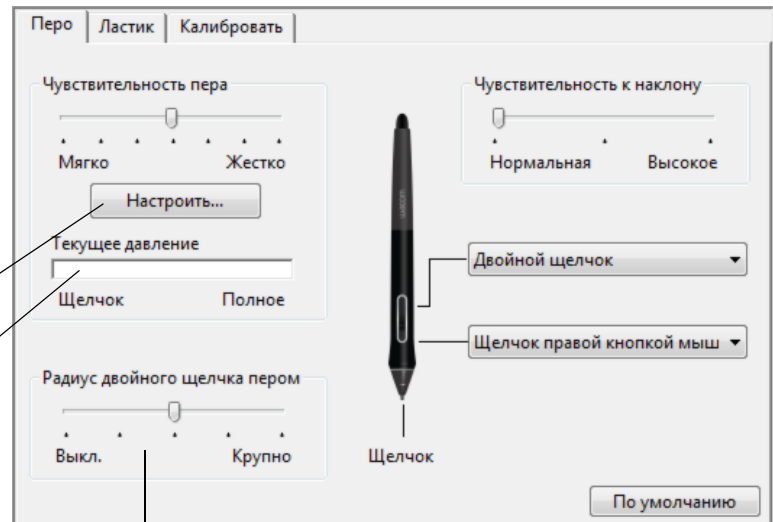 Перо
Ластик
Калибровать
Чувствительность пера
Мягко Жестко
Настроить...
Текущее давление
Щелчок Полное
Радиус двойного щелчка пером
Выкл. Крупно
Чувствительность к наклону
Нормальная Высокое
wacom
Двойной щелчок
Щелчок правой кнопкой мыш
Щелчок
По умолчанию